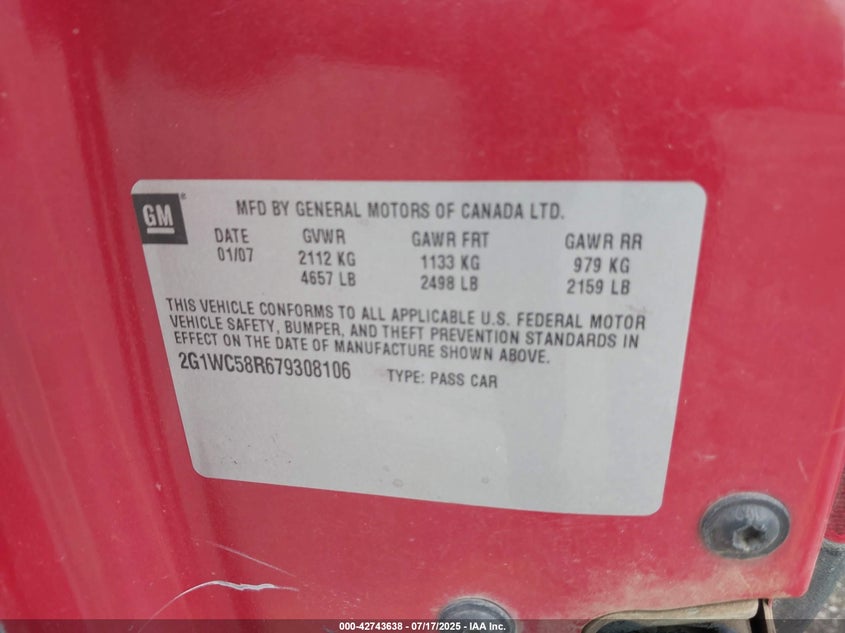 GM ®
MFD BY GENERAL MOTORS OF CANADA LTD.
DATE GVWR GAWR FRT GAWR RR
01/07 2112 KG 1133 KG 979 KG
4657 LB 2498 LB 2159 LB
THIS VEHICLE CONFORMS TO ALL APPLICABLE U.S. FEDERAL MOTOR
VEHICLE SAFETY, BUMPER, AND THEFT PREVENTION STANDARDS IN
EFFECT ON THE DATE OF MANUFACTURE SHOWN ABOVE.
2G1WC58R679308106 TYPE: PASS CAR
000-42743638 - 07/17/2025 - IAA Inc.